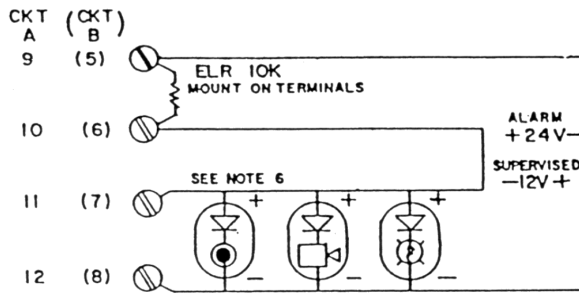 CKT (CKT)
A B
9 (5)
ELR 10K
MOUNT ON TERMINALS
10 (6)
ALARM
+24V-
SUPERVISED
-12V+
SEE NOTE 6
11 (7)
+ + +
12 (8)
- - -